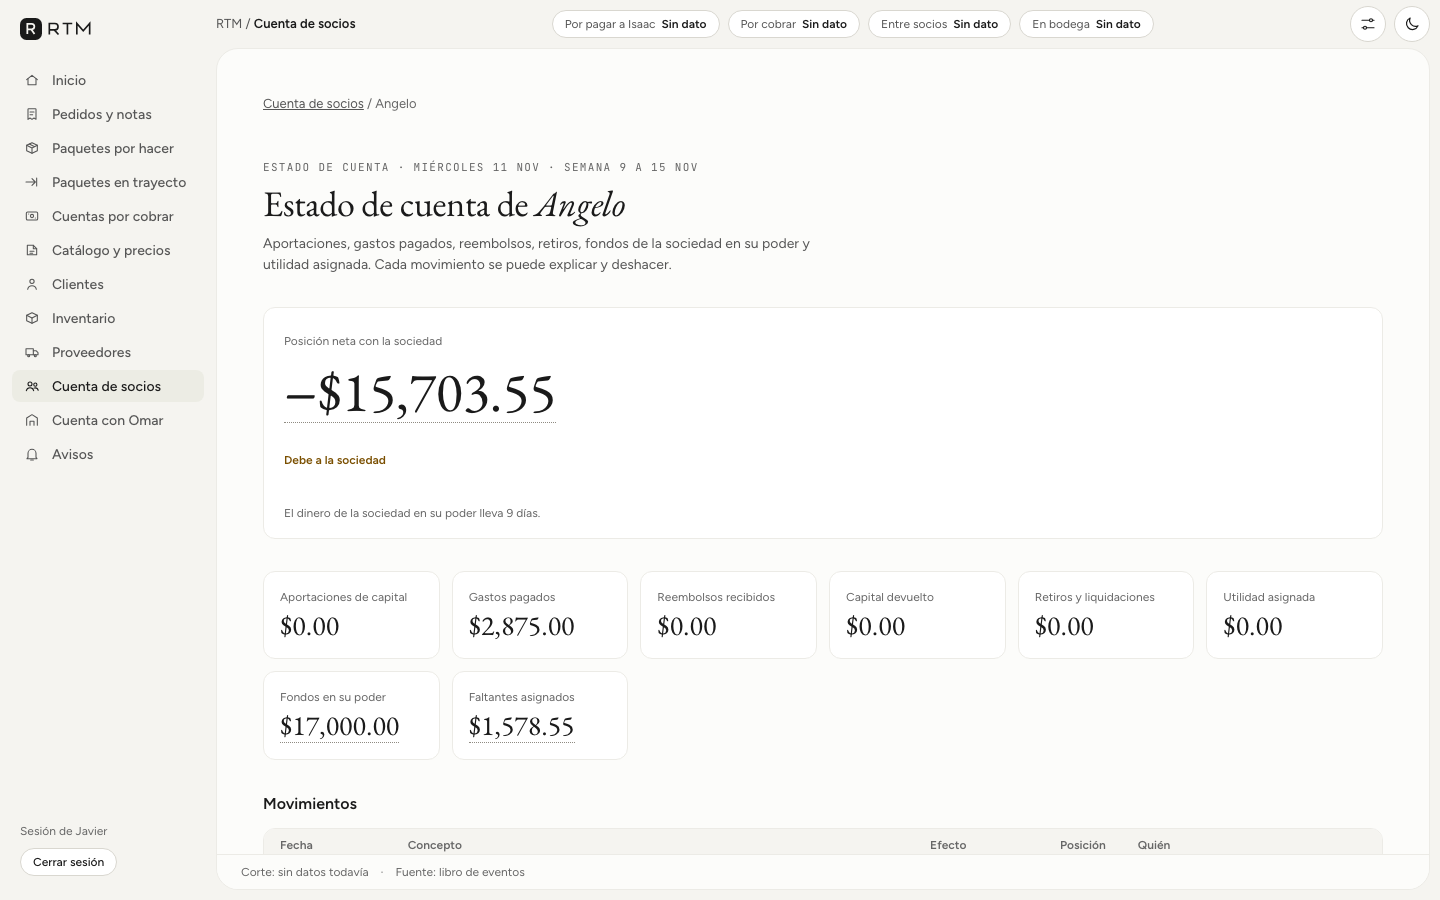 R RTM
RTM / Cuenta de socios
Por pagar a Isaac Sin dato
Por cobrar Sin dato
Entre socios Sin dato
En bodega Sin dato
Inicio
Pedidos y notas
Paquetes por hacer
Paquetes en trayecto
Cuentas por cobrar
Catálogo y precios
Clientes
Inventario
Proveedores
Cuenta de socios
Cuenta con Omar
Avisos
Sesión de Javier
Cerrar sesión
Cuenta de socios / Angelo
ESTADO DE CUENTA · MIÉRCOLES 11 NOV · SEMANA 9 A 15 NOV
Estado de cuenta de Angelo
Aportaciones, gastos pagados, reembolsos, retiros, fondos de la sociedad en su poder y
utilidad asignada. Cada movimiento se puede explicar y deshacer.
Posición neta con la sociedad
–$15,703.55
Debe a la sociedad
El dinero de la sociedad en su poder lleva 9 días.
Aportaciones de capital
$0.00
Gastos pagados
$2,875.00
Reembolsos recibidos
$0.00
Capital devuelto
$0.00
Retiros y liquidaciones
$0.00
Utilidad asignada
$0.00
Fondos en su poder
$17,000.00
Faltantes asignados
$1,578.55
Movimientos
Fecha Concepto Efecto Posición Quién
Corte: sin datos todavía · Fuente: libro de eventos